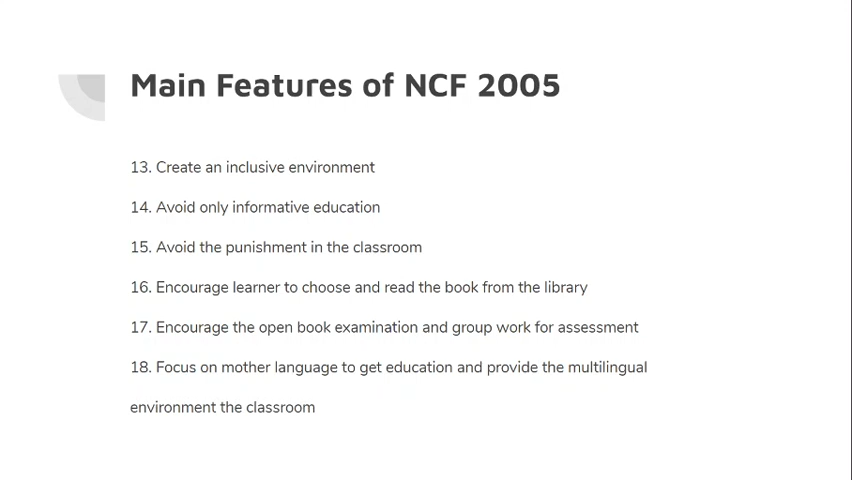 Main Features of NCF 2005
13. Create an inclusive environment
14. Avoid only informative education
15. Avoid the punishment in the classroom
16. Encourage learner to choose and read the book from the library
17. Encourage the open book examination and group work for assessment
18. Focus on mother language to get education and provide the multilingual
environment the classroom